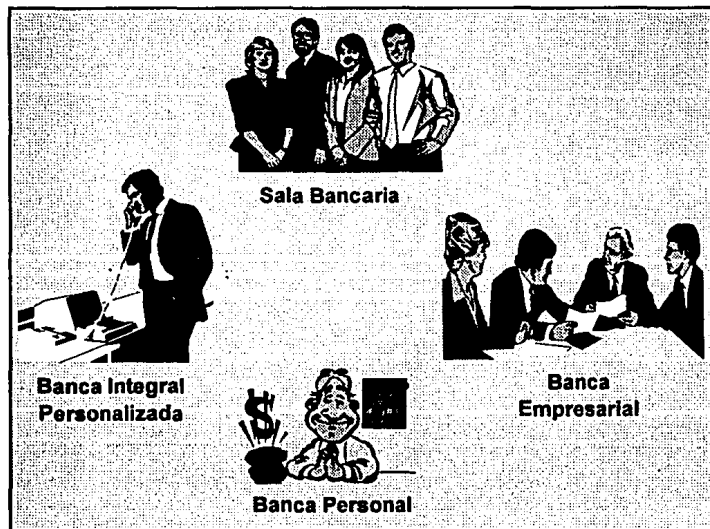 Sala Bancaria
Banca Integral
Personalizada
Banca
Empresarial
$
Banca Personal